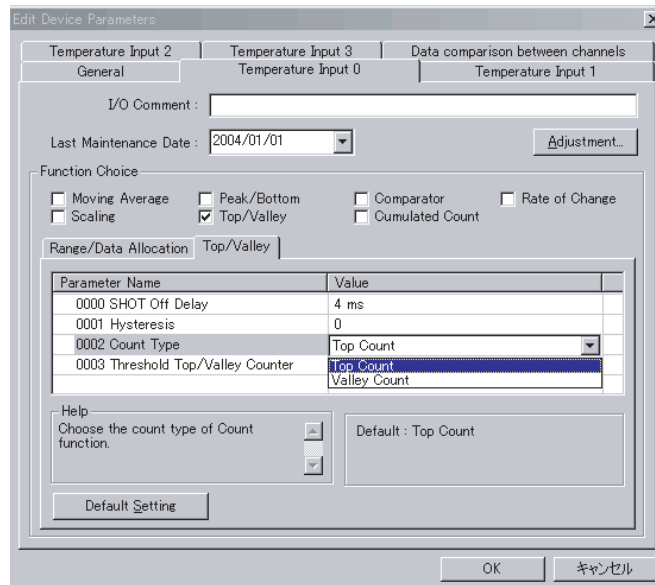 Edit Device Parameters
Temperature Input 2
Temperature Input 3
Data comparison between channels
General
Temperature Input 0
Temperature Input 1
I/O Comment :
Last Maintenance Date : 2004/01/01
Adjustment...
Function Choice
Moving Average
Peak/Bottom
Comparator
Rate of Change
Scaling
Top/Valley
Cumulated Count
Range/Data Allocation
Top/Valley
Parameter Name
Value
0000 SHOT Off Delay
4 ms
0001 Hysteresis
0
0002 Count Type
Top Count
0003 Threshold Top/Valley Counter
Top Count
Valley Count
Help
Choose the count type of Count
function.
Default : Top Count
Default Setting
OK
キャンセル